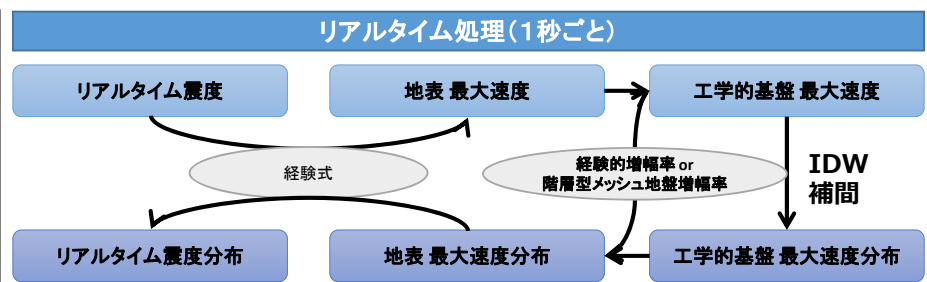 リアルタイム処理(1秒ごと)
リアルタイム震度
地表 最大速度
工学的基盤 最大速度
経験式
経験的増幅率 or
階層型メッシュ地盤増幅率
IDW
補間
リアルタイム震度分布
地表 最大速度分布
工学的基盤 最大速度分布